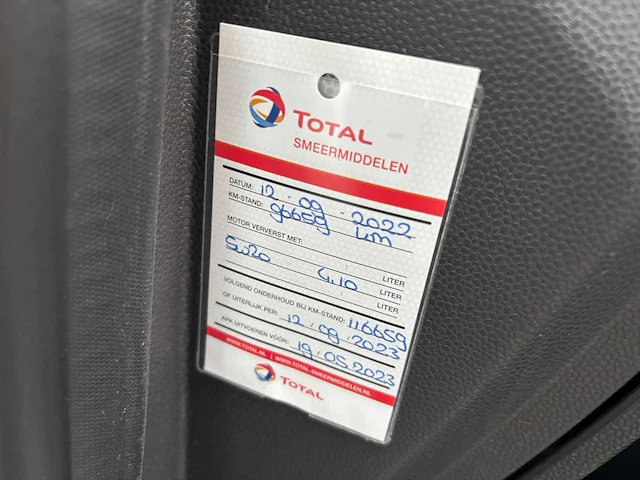 TOTAL
SMEERMIDDELEN
DATUM: 12-09-2022
KM-STAND: 96659 km
MOTOR VERVERST MET:
: LITER
5w20 : 4.10 LITER
: LITER
VOLGEND ONDERHOUD BIJ KM-STAND: 116659
OF UITERLIJK PER: 12/09/2023
APK UITVOEREN VÓÓR: 19/05/2023
WWW.TOTAL.NL | WWW.TOTAL-SMEERMIDDELEN.NL
TOTAL